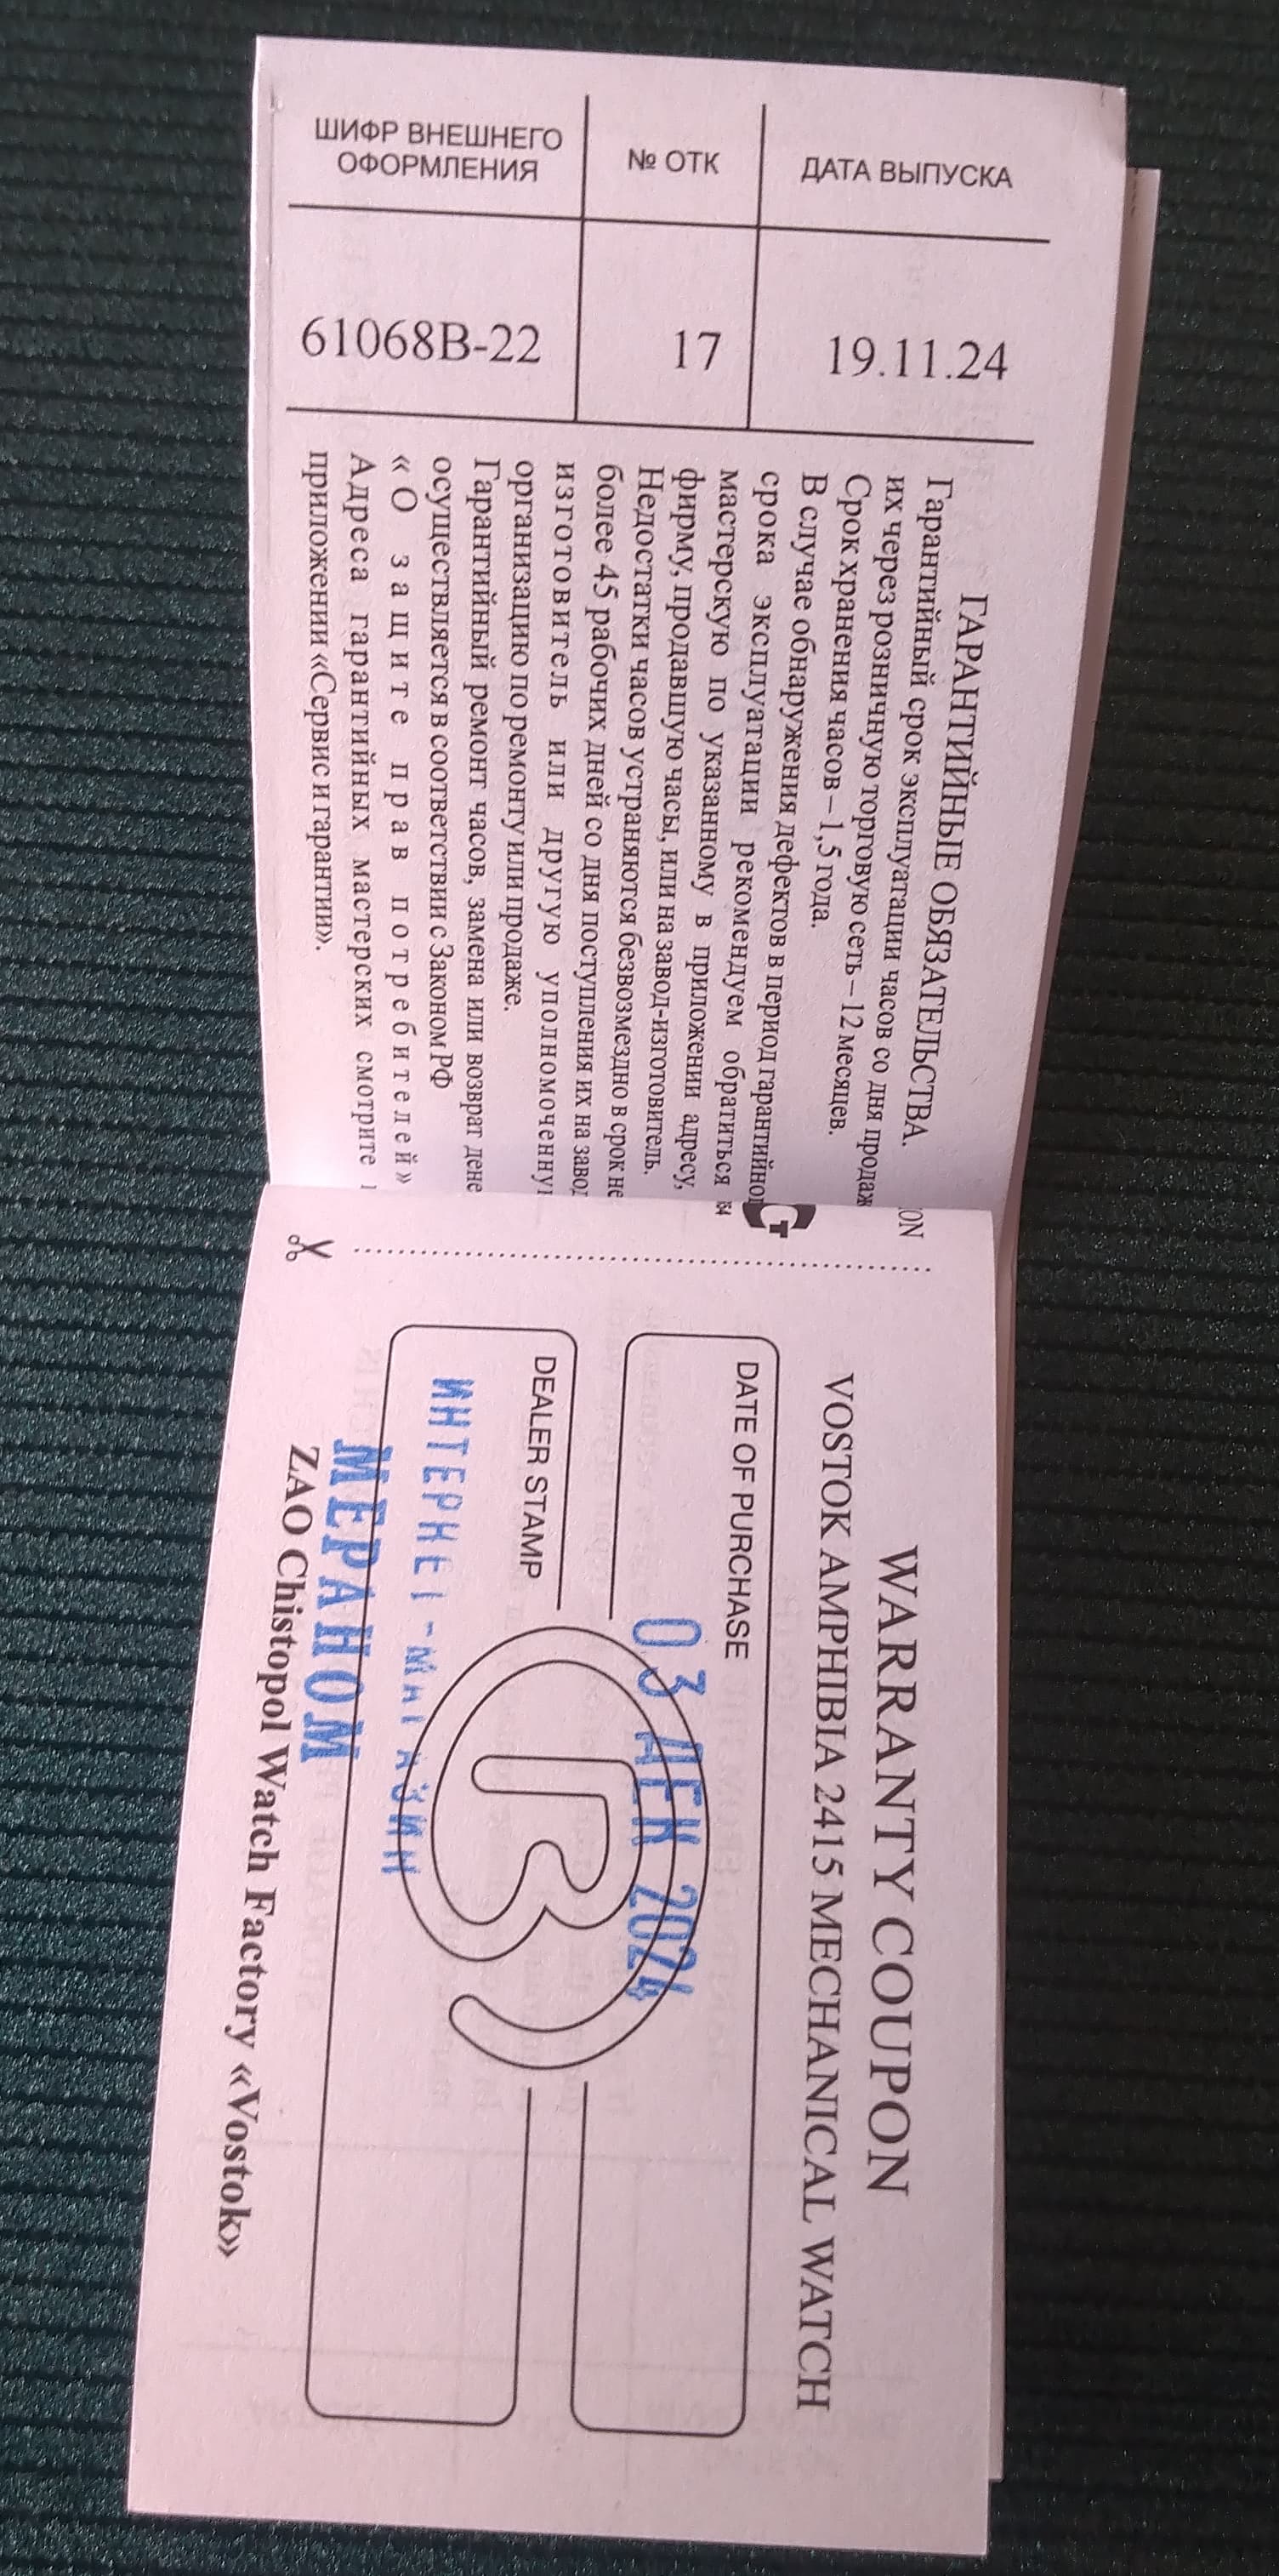 ШИФР ВНЕШНЕГО
ОФОРМЛЕНИЯ
№ ОТК
ДАТА ВЫПУСКА
61068В-22
17
19.11.24
ГАРАНТИЙНЫЕ ОБЯЗАТЕЛЬСТВА.
Гарантийный срок эксплуатации часов со дня продаж
их через розничную торговую сеть – 12 месяцев.
Срок хранения часов – 1,5 года.
В случае обнаружения дефектов в период гарантийно
срока эксплуатации рекомендуем обратиться
мастерскую по указанному в приложении адресу,
фирму, продавшую часы, или на завод-изготовитель.
Недостатки часов устраняются безвозмездно в срок не
более 45 рабочих дней со дня поступления их на завод
изготовитель или другую уполномоченну
организацию по ремонту или продаже.
Гарантийный ремонт часов, замена или возврат дене
осуществляется в соответствии с Законом РФ
«О защите прав потребителей»
Адреса гарантийных мастерских смотрите
приложении «Сервис и гарантии».
ON
64
WARRANTY COUPON
VOSTOK AMPHIBIA 2415 MECHANICAL WATCH
DATE OF PURCHASE
03 ДЕК 2024
DEALER STAMP
ИНТЕРНЕТ-МАГАЗИН
МЕРАНОМ
ZAO Chistopol Watch Factory «Vostok»